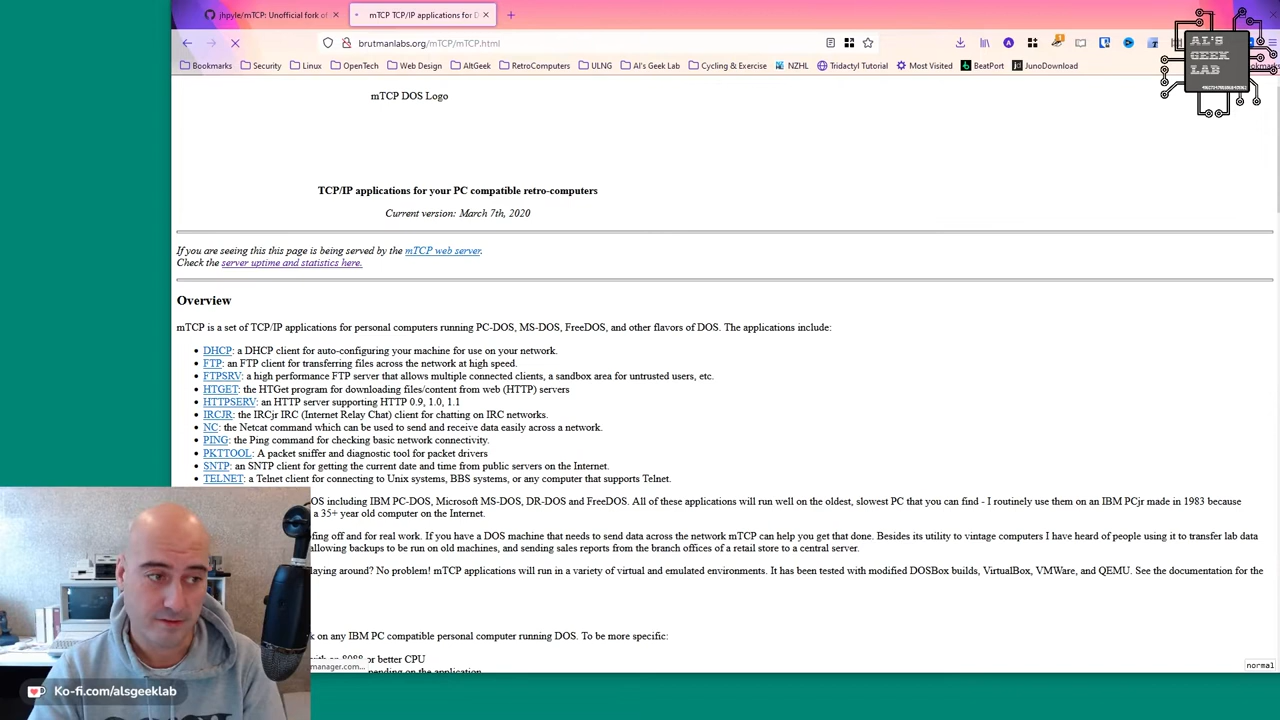 jhpyle/mTCP: Unofficial fork of
mTCP TCP/IP applications for D
brutmanlabs.org/mTCP/mTCP.html
Bookmarks Security Linux OpenTech Web Design AltGeek RetroComputers ULNG Al's Geek Lab Cycling & Exercise NZHL Tridactyl Tutorial Most Visited BeatPort JunoDownload
AL'S
GEEK
LAB
mTCP DOS Logo
TCP/IP applications for your PC compatible retro-computers
Current version: March 7th, 2020
If you are seeing this this page is being served by the mTCP web server.
Check the server uptime and statistics here.
Overview
mTCP is a set of TCP/IP applications for personal computers running PC-DOS, MS-DOS, FreeDOS, and other flavors of DOS. The applications include:
DHCP: a DHCP client for auto-configuring your machine for use on your network.
FTP: an FTP client for transferring files across the network at high speed.
FTPSRV: a high performance FTP server that allows multiple connected clients, a sandbox area for untrusted users, etc.
HTGET: the HTGet program for downloading files/content from web (HTTP) servers
HTTPSERV: an HTTP server supporting HTTP 0.9, 1.0, 1.1
IRCJR: the IRCjr IRC (Internet Relay Chat) client for chatting on IRC networks.
NC: the Netcat command which can be used to send and receive data easily across a network.
PING: the Ping command for checking basic network connectivity.
PKTTOOL: A packet sniffer and diagnostic tool for packet drivers
SNTP: an SNTP client for getting the current date and time from public servers on the Internet.
TELNET: a Telnet client for connecting to Unix systems, BBS systems, or any computer that supports Telnet.
OS including IBM PC-DOS, Microsoft MS-DOS, DR-DOS and FreeDOS. All of these applications will run well on the oldest, slowest PC that you can find - I routinely use them on an IBM PCjr made in 1983 because
a 35+ year old computer on the Internet.
fing off and for real work. If you have a DOS machine that needs to send data across the network mTCP can help you get that done. Besides its utility to vintage computers I have heard of people using it to transfer lab data
allowing backups to be run on old machines, and sending sales reports from the branch offices of a retail store to a central server.
laying around? No problem! mTCP applications will run in a variety of virtual and emulated environments. It has been tested with modified DOSBox builds, VirtualBox, VMWare, and QEMU. See the documentation for the
k on any IBM PC compatible personal computer running DOS. To be more specific:
with an 8088 or better CPU
manager.com...
pending on the application
normal
Ko-fi.com/alsgeeklab